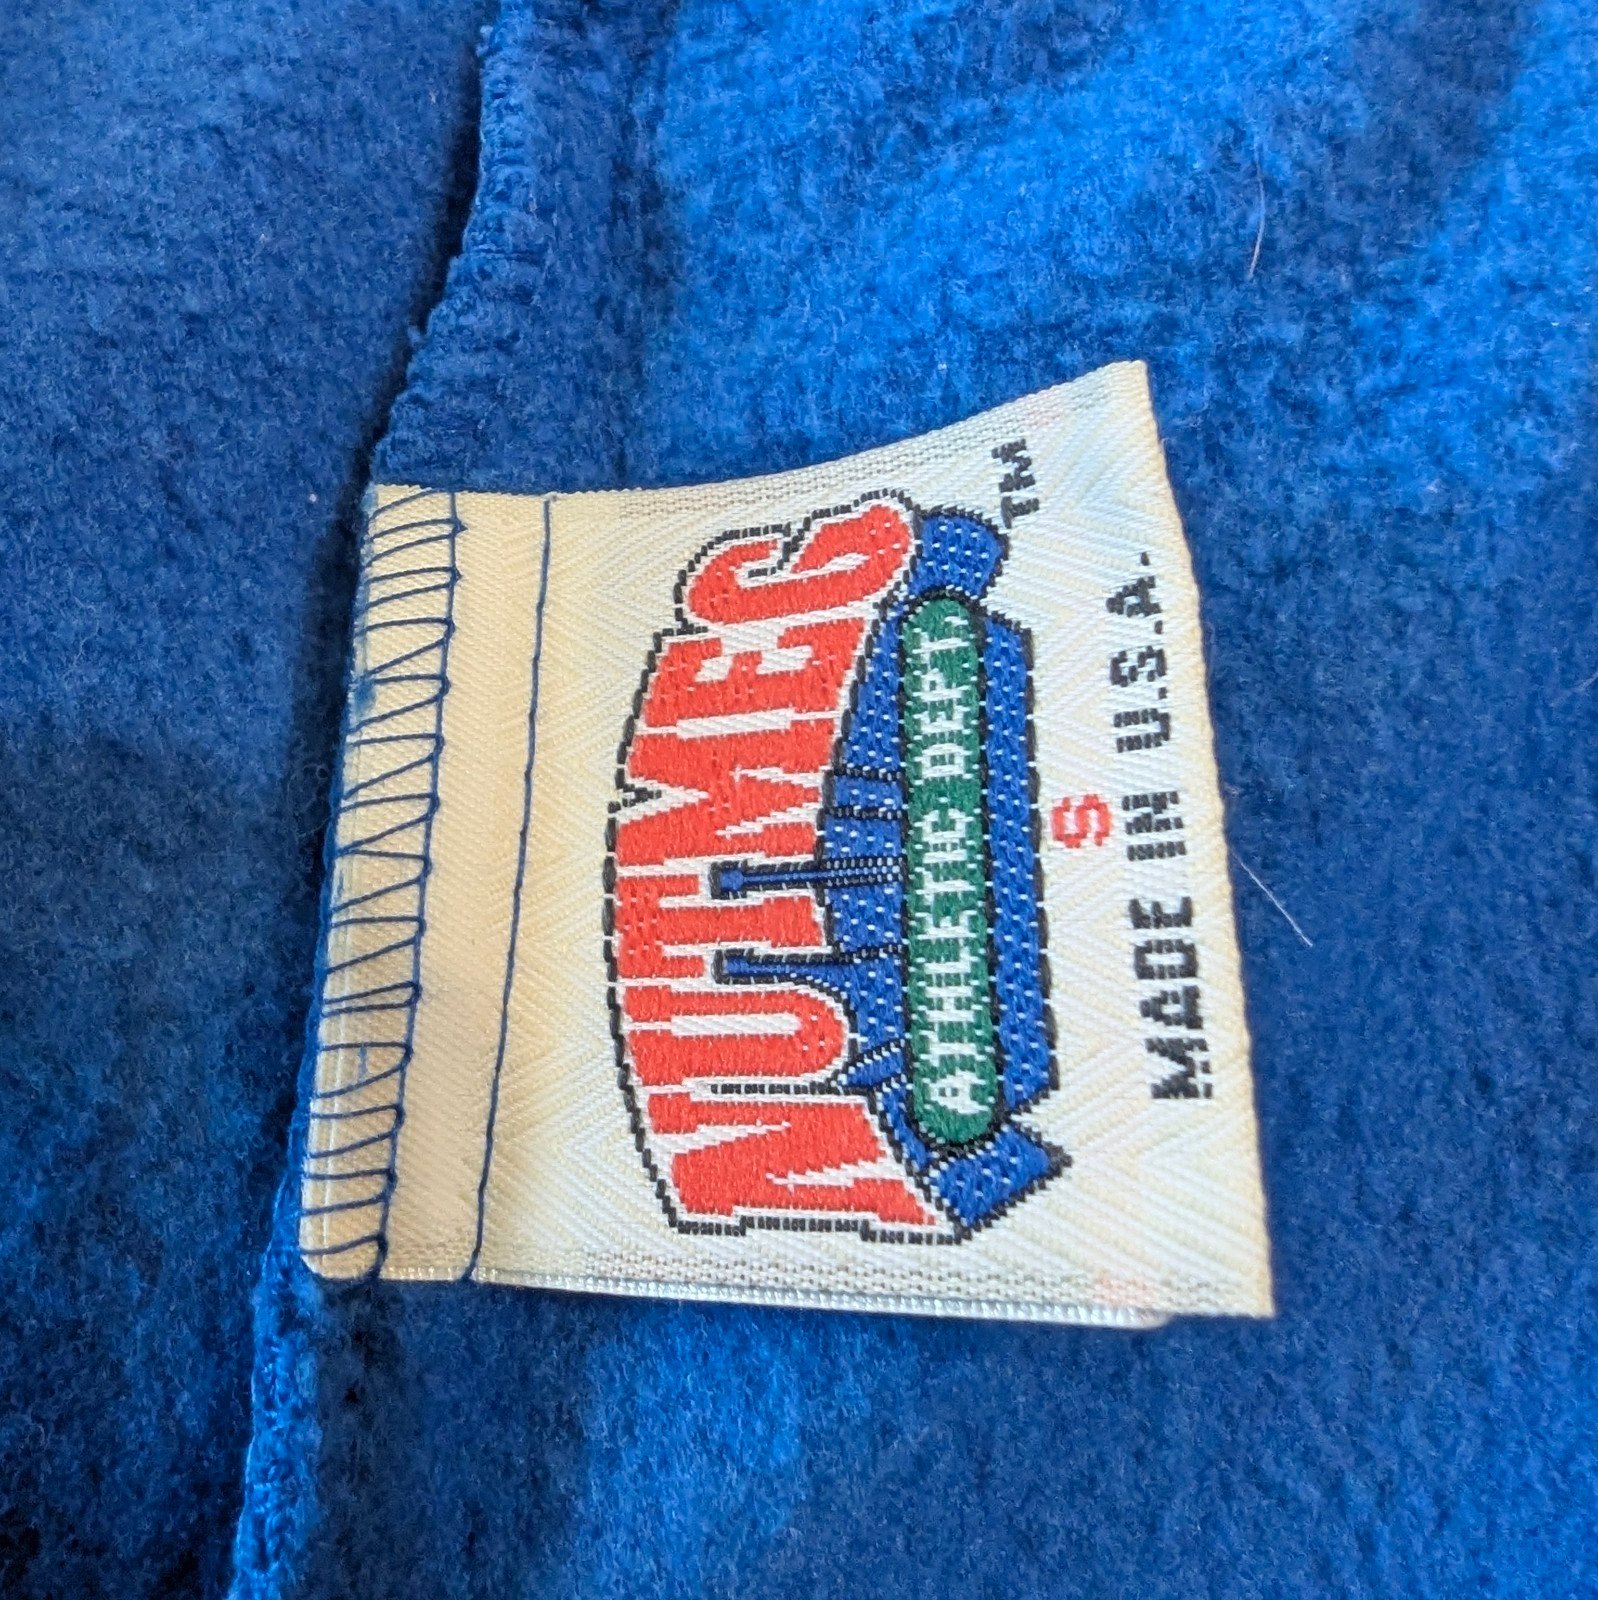 NUTMEG
TM
ATHLETIC DEPT.
S
MADE IN U.S.A.